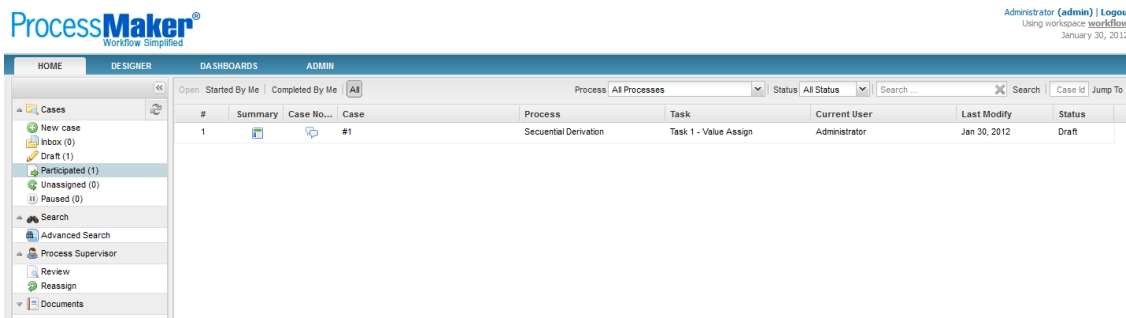 ProcessMaker®
Workflow Simplified
Administrator (admin) | Logou
Using workspace workflow
January 30, 2012
HOME DESIGNER DASHBOARDS ADMIN
Open Started By Me Completed By Me All Process All Processes Status All Status Search ... Search Case Id Jump To
Cases
New case
Inbox (0)
Draft (1)
Participated (1)
Unassigned (0)
Paused (0)
Search
Advanced Search
Process Supervisor
Review
Reassign
Documents
# Summary Case No... Case Process Task Current User Last Modify Status
1 #1 Secuential Derivation Task 1 - Value Assign Administrator Jan 30, 2012 Draft